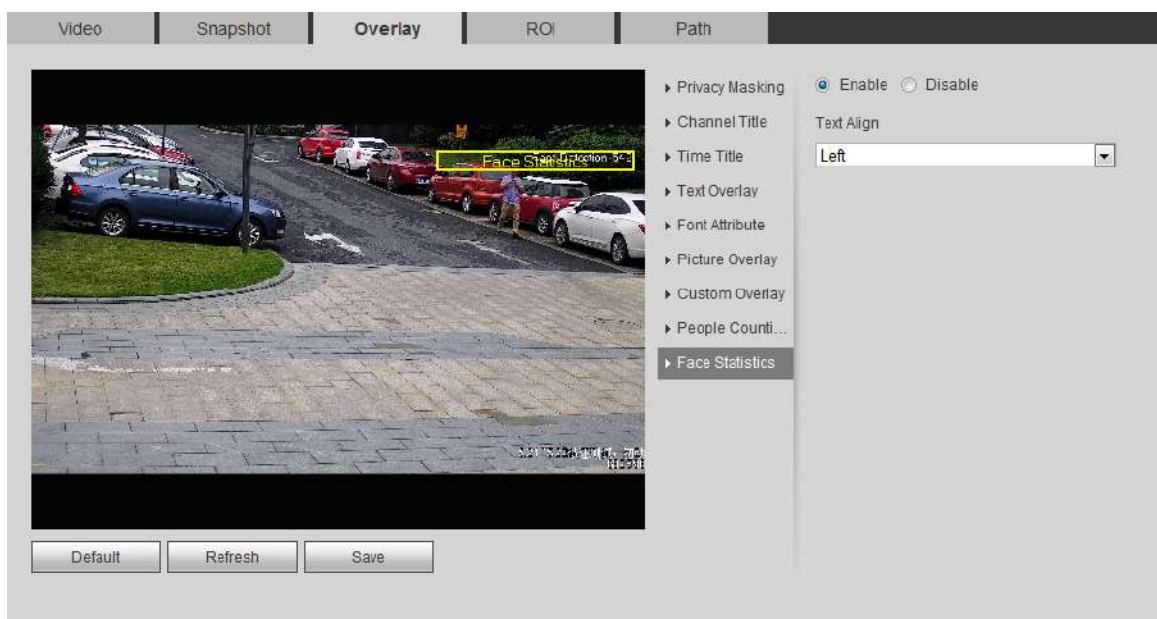 Video
Snapshot
Overlay
ROI
Path
Face Statistics
Privacy Masking
Channel Title
Time Title
Text Overlay
Font Attribute
Picture Overlay
Custom Overlay
People Counti...
Face Statistics
Enable
Disable
Text Align
Left
Default
Refresh
Save